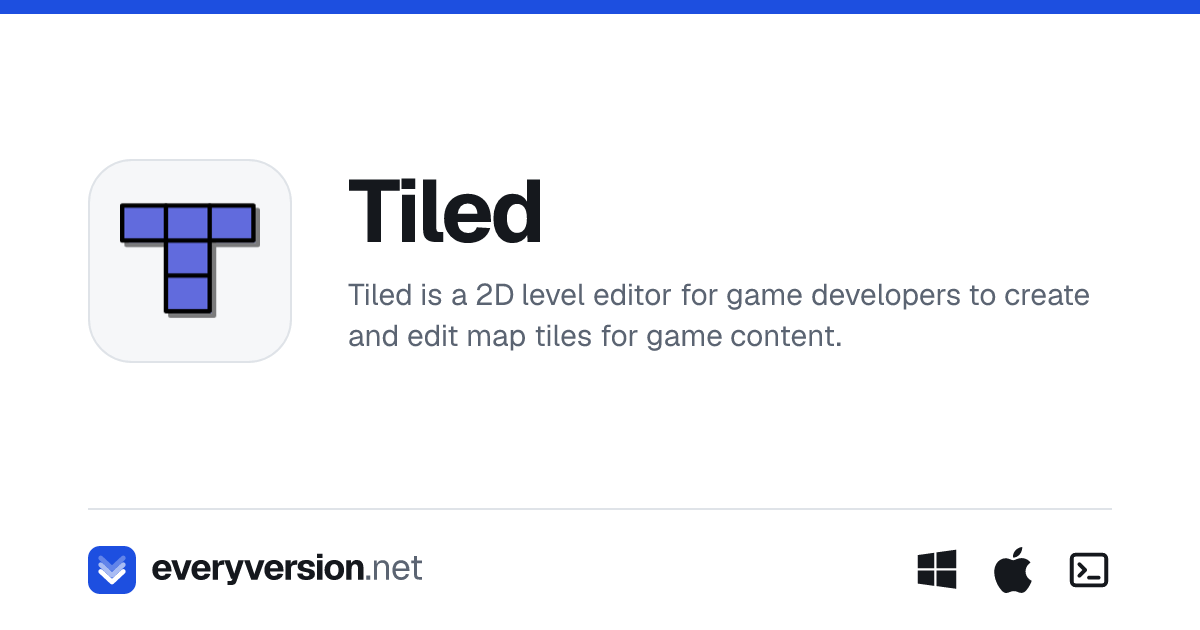 Tiled
Tiled is a 2D level editor for game developers to create
and edit map tiles for game content.
everyversion.net